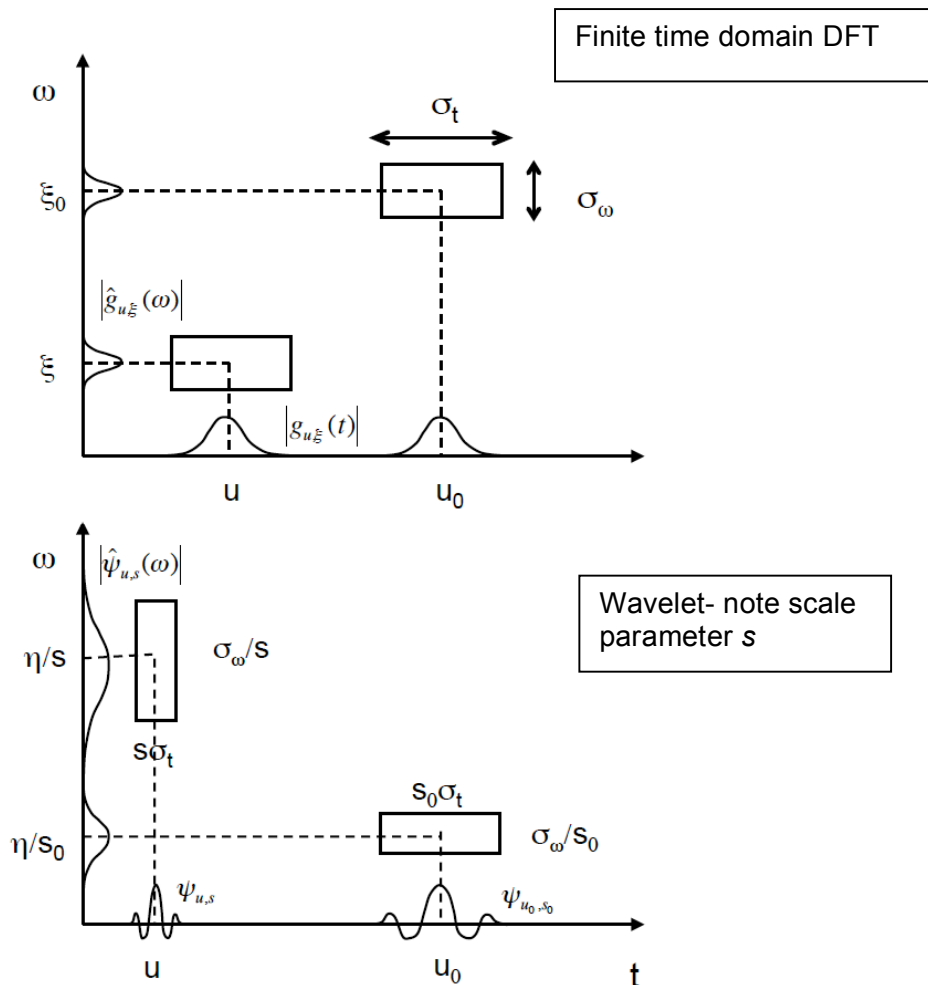 Finite time domain DFT
ω
σt
ξ0
σω
|ĝuξ(ω)|
ξ
|guξ(t)|
u
u0
ω
|ψ̂u,s(ω)|
Wavelet- note scale
parameter s
η/s
σω/s
sσt
s0σt
η/s0
σω/s0
ψu,s
ψu0,s0
u
u0
t